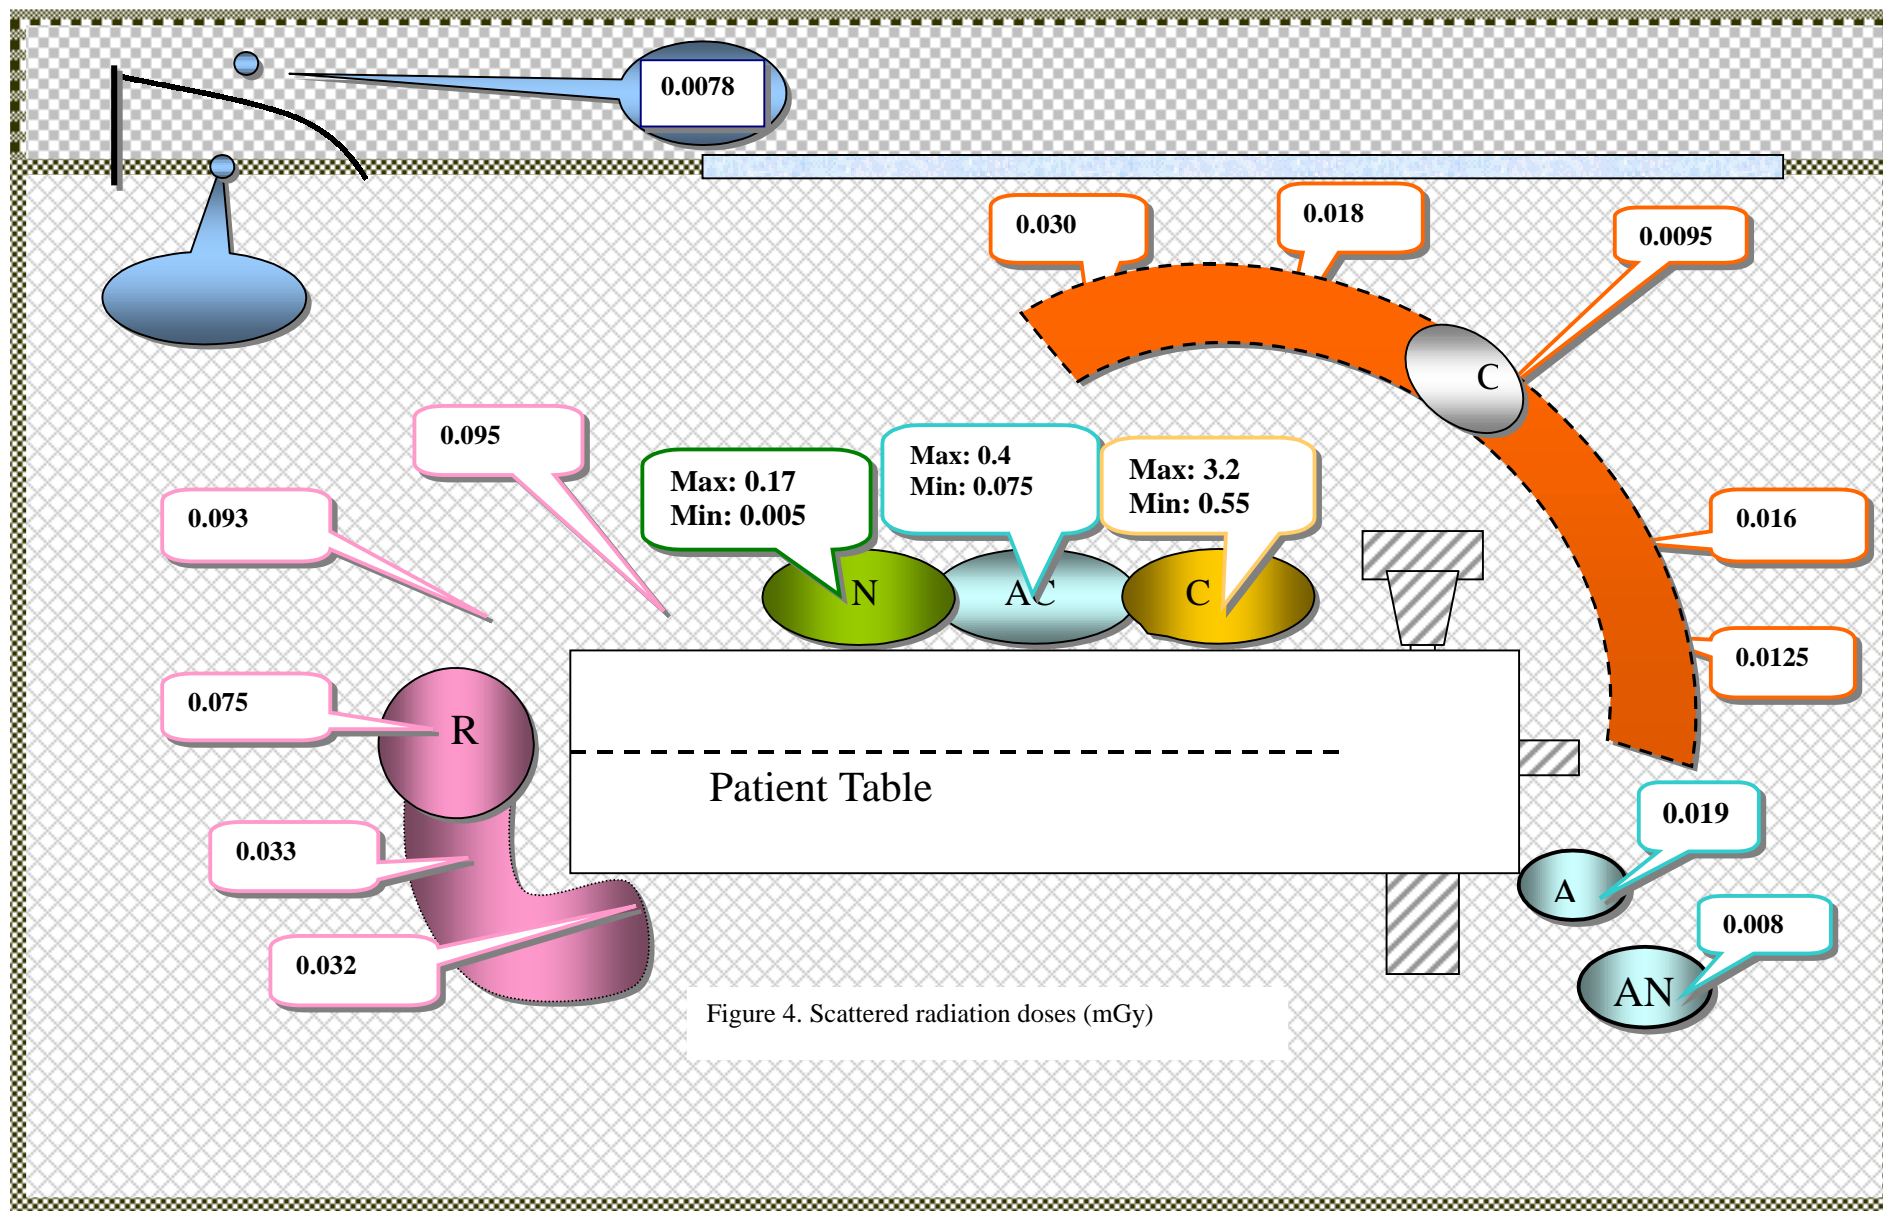 0.0078
0.030
0.018
0.0095
C
0.095
Max: 0.17
Min: 0.005
Max: 0.4
Min: 0.075
Max: 3.2
Min: 0.55
0.093
0.016
N
AC
C
0.0125
0.075
R
Patient Table
0.019
0.033
A
0.008
0.032
AN
Figure 4. Scattered radiation doses (mGy)